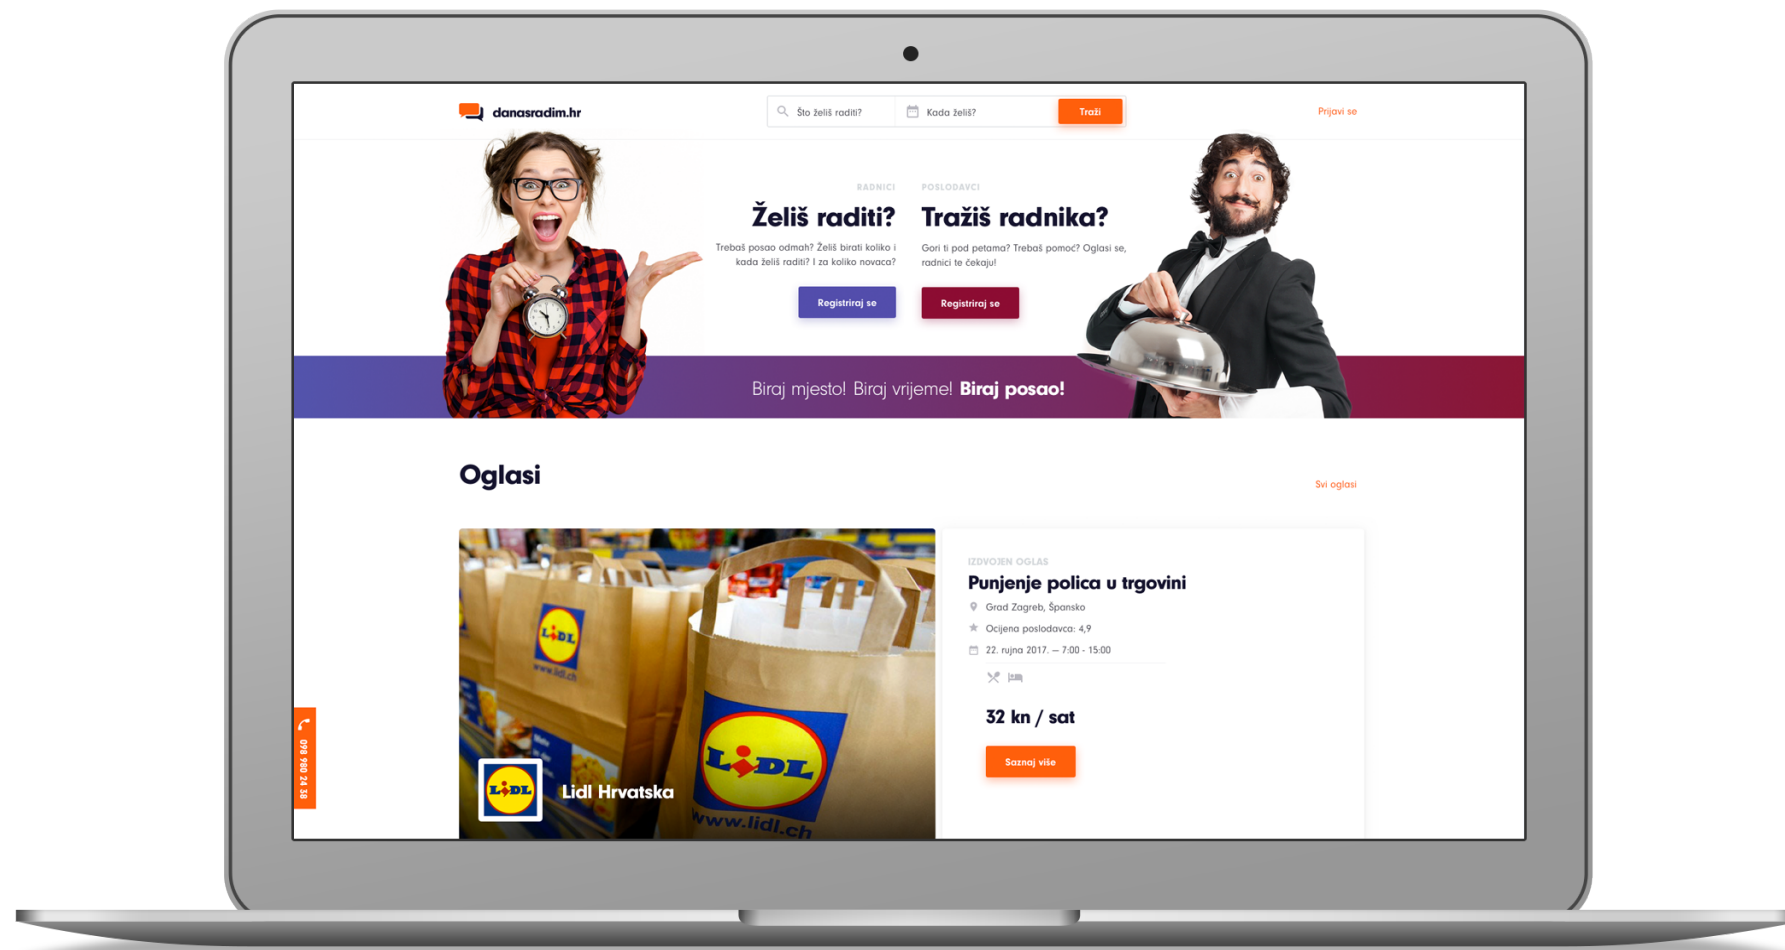 danasradim.hr
Što želiš raditi?
Kada želiš?
Traži
Prijavi se
RADNICI
Želiš raditi?
Trebaš posao odmah? Želiš birati koliko i
kada želiš raditi? I za koliko novaca?
Registriraj se
POSLODAVCI
Tražiš radnika?
Gori ti pod petama? Trebaš pomoć? Oglasi se,
radnici te čekaju!
Registriraj se
Biraj mjesto! Biraj vrijeme! Biraj posao!
Oglasi
Svi oglasi
LIDL
www.lidl.ch
LIDL
www.lidl.ch
LIDL
Lidl Hrvatska
IZDVOJEN OGLAS
Punjenje polica u trgovini
Grad Zagreb, Špansko
Ocijena poslodavca: 4,9
22. rujna 2017. — 7:00 - 15:00
32 kn / sat
Saznaj više
098 980 24 38